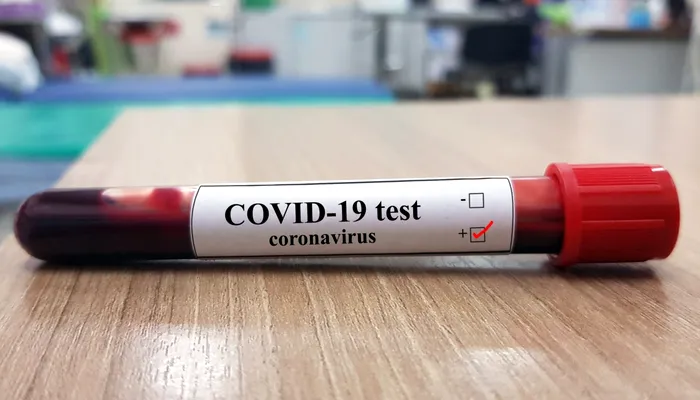 COVID-19 test
coronavirus
-
+